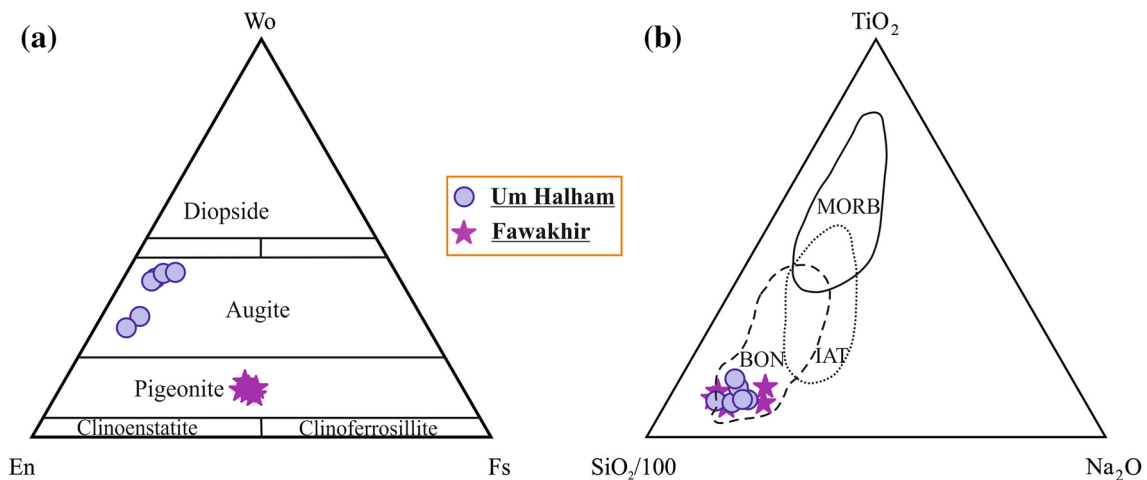 (a)
Wo
Diopside
Augite
Pigeonite
Clinoenstatite
Clinoferrosillite
En
Fs
Um Halham
Fawakhir
(b)
TiO₂
MORB
BON
IAT
SiO₂/100
Na₂O